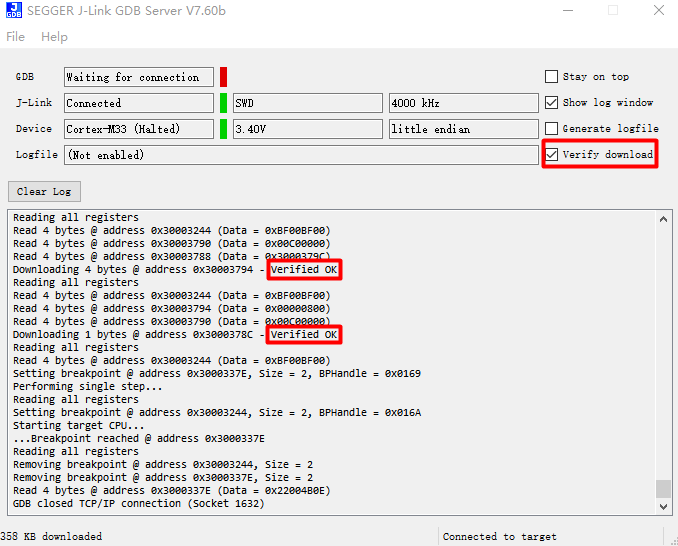 J GDB SEGGER J-Link GDB Server V7.60b
File Help
GDB Waiting for connection Stay on top
J-Link Connected SWD 4000 kHz Show log window
Device Cortex-M33 (Halted) 3.40V little endian Generate logfile
Logfile (Not enabled) Verify download
Clear Log
Reading all registers
Read 4 bytes @ address 0x30003244 (Data = 0xBF00BF00)
Read 4 bytes @ address 0x30003790 (Data = 0x00C00000)
Read 4 bytes @ address 0x30003788 (Data = 0x3000379C)
Downloading 4 bytes @ address 0x30003794 - Verified OK
Reading all registers
Read 4 bytes @ address 0x30003244 (Data = 0xBF00BF00)
Read 4 bytes @ address 0x30003794 (Data = 0x00000800)
Read 4 bytes @ address 0x30003790 (Data = 0x00C00000)
Downloading 1 bytes @ address 0x3000378C - Verified OK
Reading all registers
Read 4 bytes @ address 0x30003244 (Data = 0xBF00BF00)
Setting breakpoint @ address 0x3000337E, Size = 2, BPHandle = 0x0169
Performing single step...
Reading all registers
Setting breakpoint @ address 0x30003244, Size = 2, BPHandle = 0x016A
Starting target CPU...
...Breakpoint reached @ address 0x3000337E
Reading all registers
Removing breakpoint @ address 0x30003244, Size = 2
Removing breakpoint @ address 0x3000337E, Size = 2
Read 4 bytes @ address 0x3000337E (Data = 0x22004B0E)
GDB closed TCP/IP connection (Socket 1632)
358 KB downloaded Connected to target